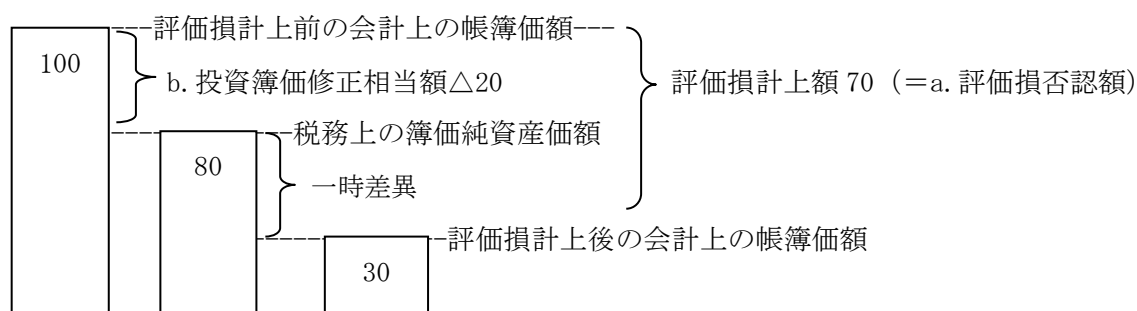 評価損計上前の会計上の帳簿価額
100
b.投資簿価修正相当額△20
評価損計上額 70（＝a.評価損否認額）
税務上の簿価純資産価額
80
一時差異
評価損計上後の会計上の帳簿価額
30